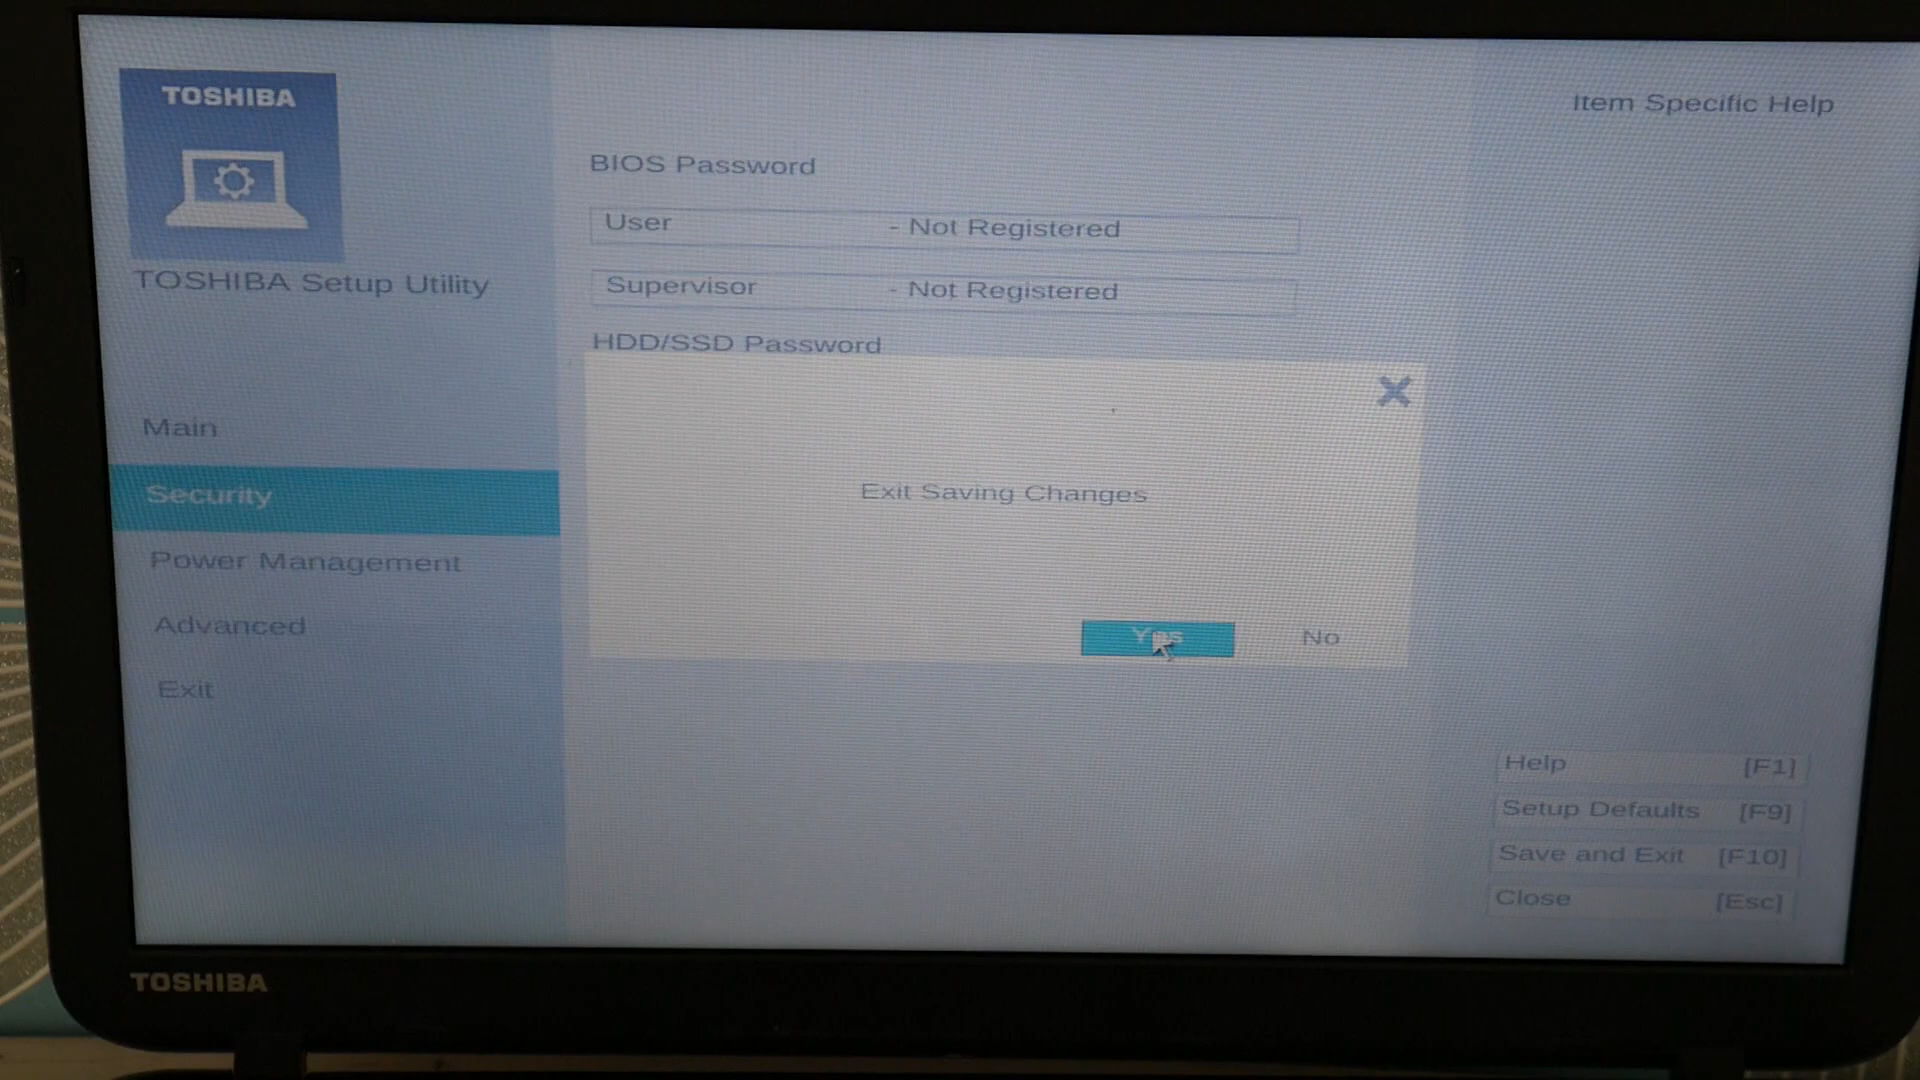 TOSHIBA
TOSHIBA Setup Utility
Main
Security
Power Management
Advanced
Exit
BIOS Password
User - Not Registered
Supervisor - Not Registered
HDD/SSD Password
Exit Saving Changes
Yes No
Item Specific Help
Help [F1]
Setup Defaults [F9]
Save and Exit [F10]
Close [Esc]
TOSHIBA